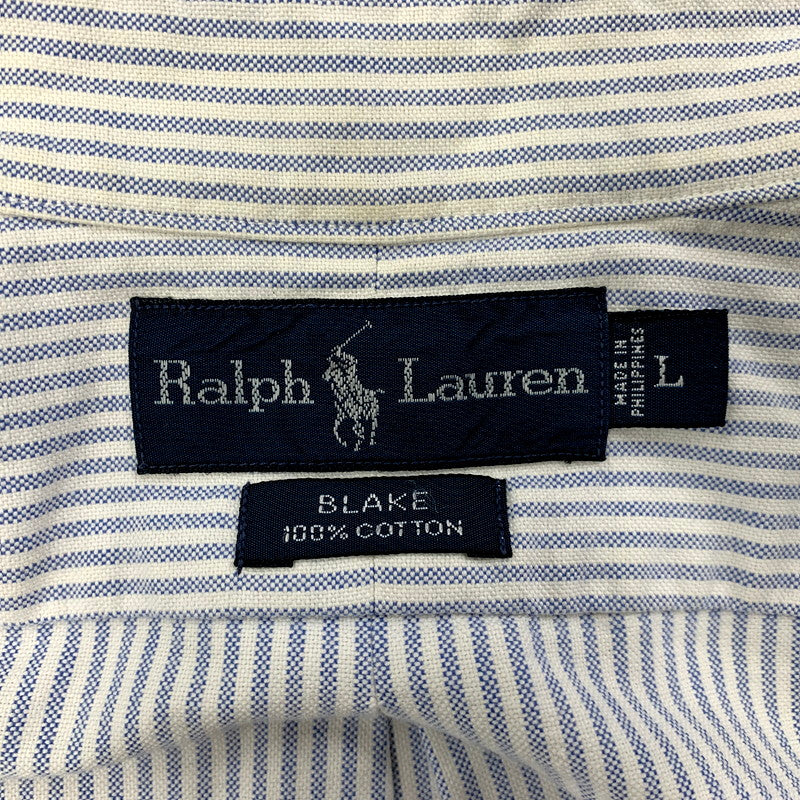 Ralph Lauren
MADE IN
PHILIPPINES
L
BLAKE
100% COTTON